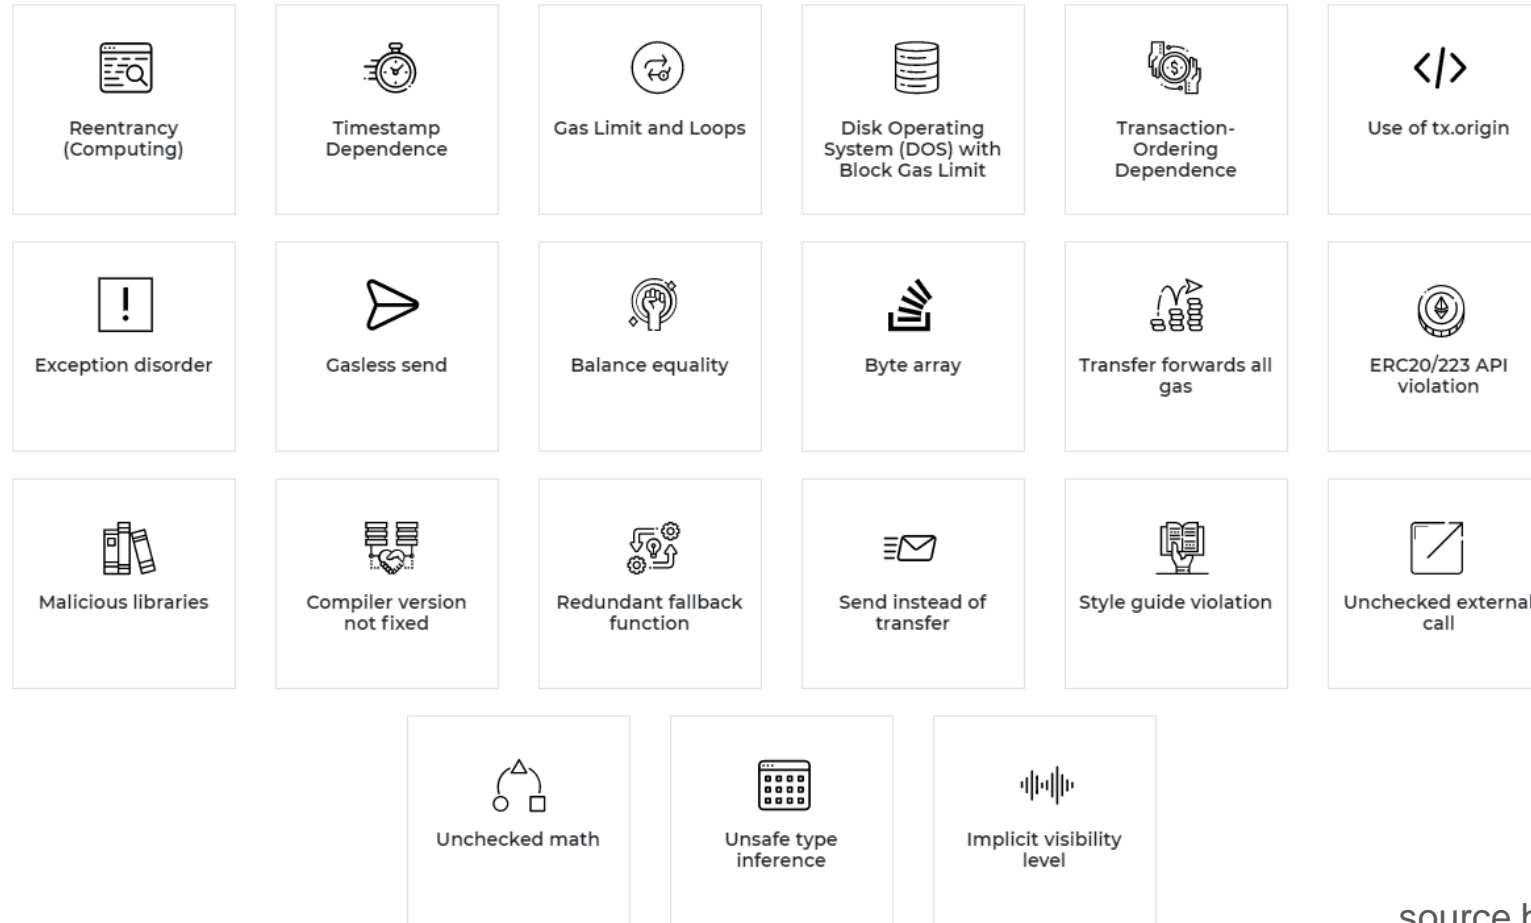 Reentrancy
(Computing)
Timestamp
Dependence
Gas Limit and Loops
Disk Operating
System (DOS) with
Block Gas Limit
Transaction-
Ordering
Dependence
Use of tx.origin
Exception disorder
Gasless send
Balance equality
Byte array
Transfer forwards all
gas
ERC20/223 API
violation
Malicious libraries
Compiler version
not fixed
Redundant fallback
function
Send instead of
transfer
Style guide violation
Unchecked external
call
Unchecked math
Unsafe type
inference
Implicit visibility
level
source